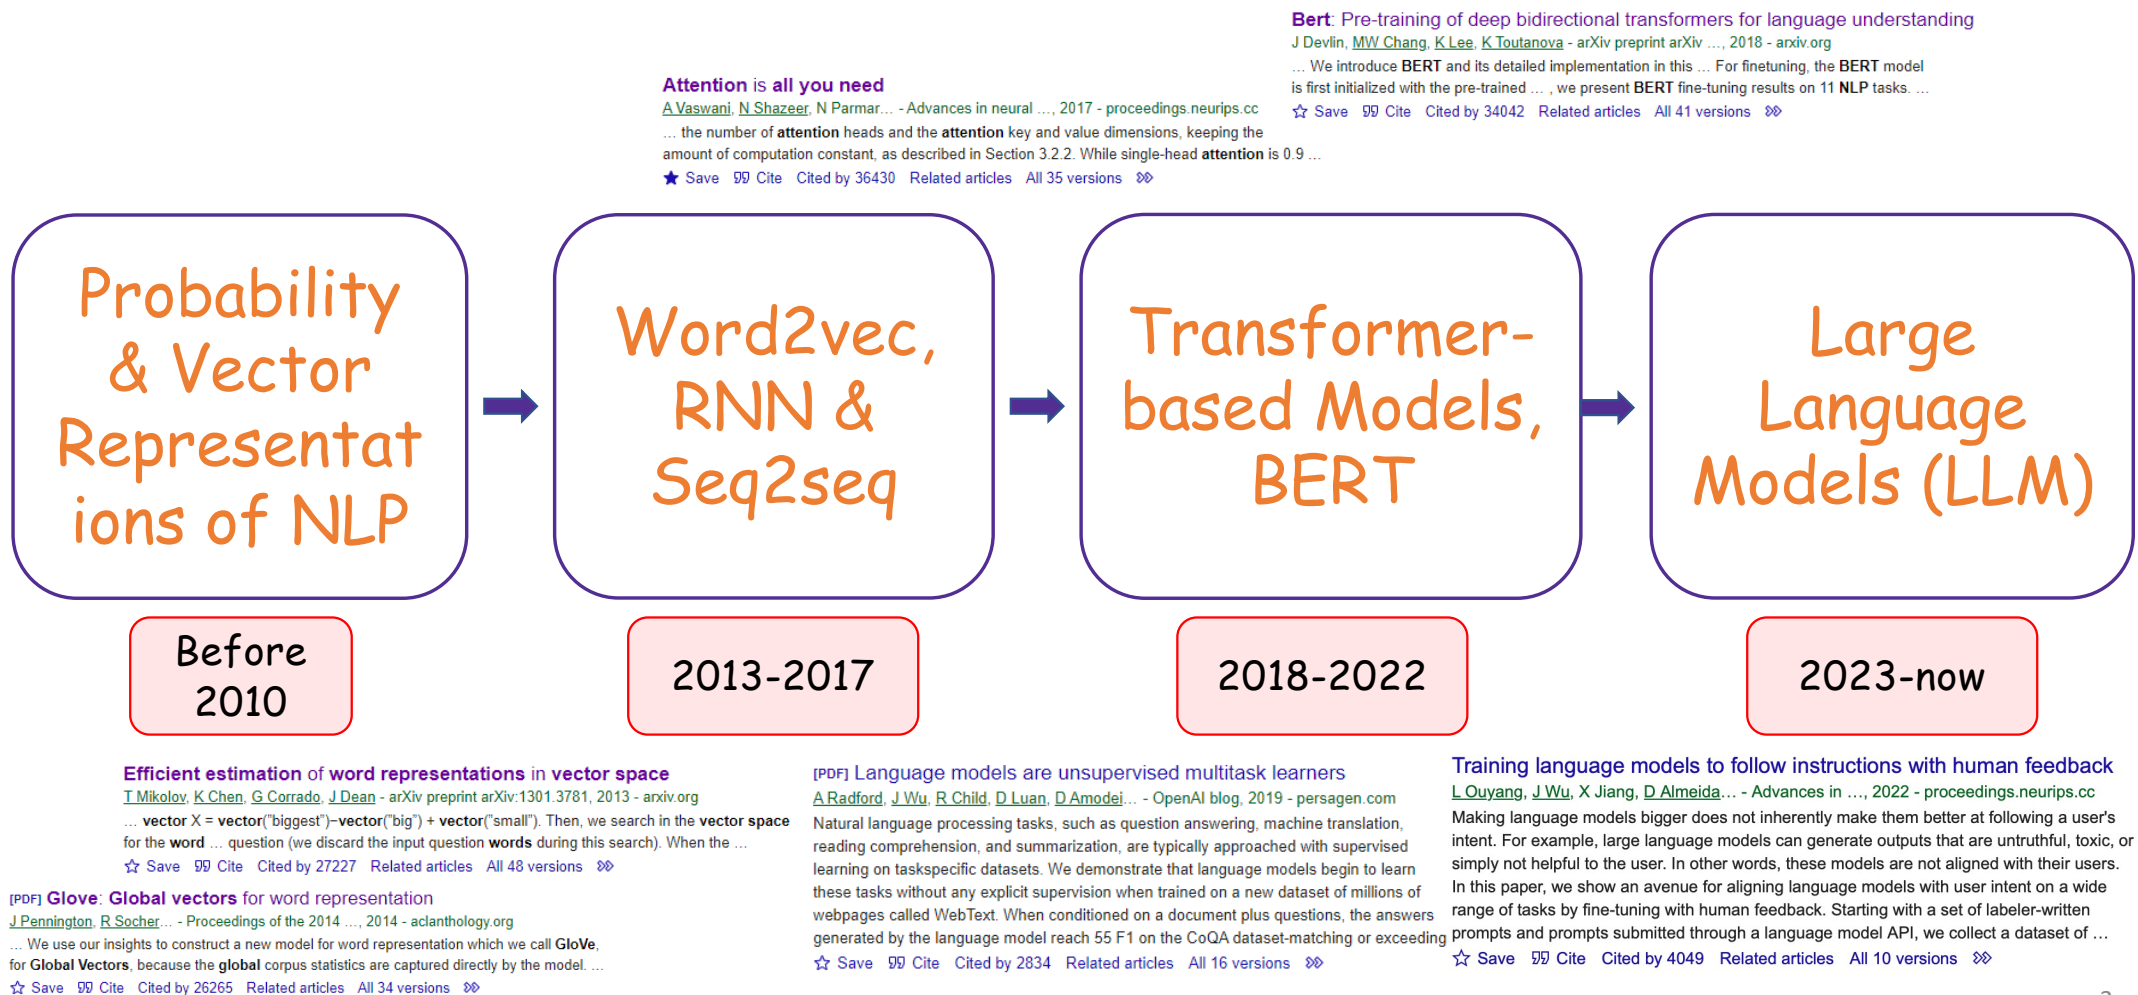 Bert: Pre-training of deep bidirectional transformers for language understanding
J Devlin, MW Chang, K Lee, K Toutanova - arXiv preprint arXiv ..., 2018 - arxiv.org
... We introduce BERT and its detailed implementation in this ... For finetuning, the BERT model
is first initialized with the pre-trained ... , we present BERT fine-tuning results on 11 NLP tasks. ...
Save Cite Cited by 34042 Related articles All 41 versions
Attention is all you need
A Vaswani, N Shazeer, N Parmar... - Advances in neural ..., 2017 - proceedings.neurips.cc
... the number of attention heads and the attention key and value dimensions, keeping the
amount of computation constant, as described in Section 3.2.2. While single-head attention is 0.9 ...
Save Cite Cited by 36430 Related articles All 35 versions
Probability
& Vector
Representat
ions of NLP
Word2vec,
RNN &
Seq2seq
Transformer-
based Models,
BERT
Large
Language
Models (LLM)
Before
2010
2013-2017
2018-2022
2023-now
Efficient estimation of word representations in vector space
T Mikolov, K Chen, G Corrado, J Dean - arXiv preprint arXiv:1301.3781, 2013 - arxiv.org
... vector X = vector("biggest")−vector("big") + vector("small"). Then, we search in the vector space
for the word ... question (we discard the input question words during this search). When the ...
Save Cite Cited by 27227 Related articles All 48 versions
[PDF] Glove: Global vectors for word representation
J Pennington, R Socher... - Proceedings of the 2014 ..., 2014 - aclanthology.org
... We use our insights to construct a new model for word representation which we call GloVe,
for Global Vectors, because the global corpus statistics are captured directly by the model. ...
Save Cite Cited by 26265 Related articles All 34 versions
[PDF] Language models are unsupervised multitask learners
A Radford, J Wu, R Child, D Luan, D Amodei... - OpenAI blog, 2019 - persagen.com
Natural language processing tasks, such as question answering, machine translation,
reading comprehension, and summarization, are typically approached with supervised
learning on taskspecific datasets. We demonstrate that language models begin to learn
these tasks without any explicit supervision when trained on a new dataset of millions of
webpages called WebText. When conditioned on a document plus questions, the answers
generated by the language model reach 55 F1 on the CoQA dataset-matching or exceeding
Save Cite Cited by 2834 Related articles All 16 versions
Training language models to follow instructions with human feedback
L Ouyang, J Wu, X Jiang, D Almeida... - Advances in ..., 2022 - proceedings.neurips.cc
Making language models bigger does not inherently make them better at following a user's
intent. For example, large language models can generate outputs that are untruthful, toxic, or
simply not helpful to the user. In other words, these models are not aligned with their users.
In this paper, we show an avenue for aligning language models with user intent on a wide
range of tasks by fine-tuning with human feedback. Starting with a set of labeler-written
prompts and prompts submitted through a language model API, we collect a dataset of ...
Save Cite Cited by 4049 Related articles All 10 versions